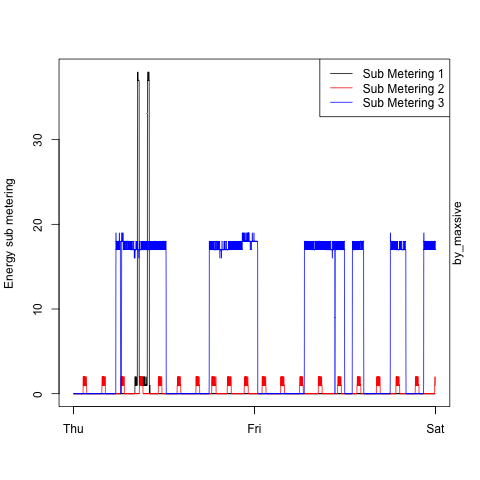 Sub Metering 1
Sub Metering 2
Sub Metering 3
Energy sub metering
0
10
20
30
by_maxsive
Thu
Fri
Sat